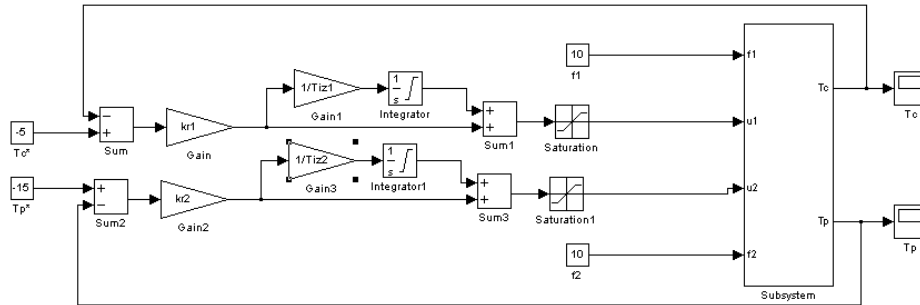 10
f1
f1
1/Tiz1
1
s
Tc
Tc
Gain1
Integrator
-5
Tc*
−
+
Sum
kr1
Gain
+
+
Sum1
Saturation
u1
-15
Tp*
+
−
Sum2
kr2
Gain2
1/Tiz2
Gain3
1
s
Integrator1
+
+
Sum3
Saturation1
u2
Tp
Tp
10
f2
f2
Subsystem